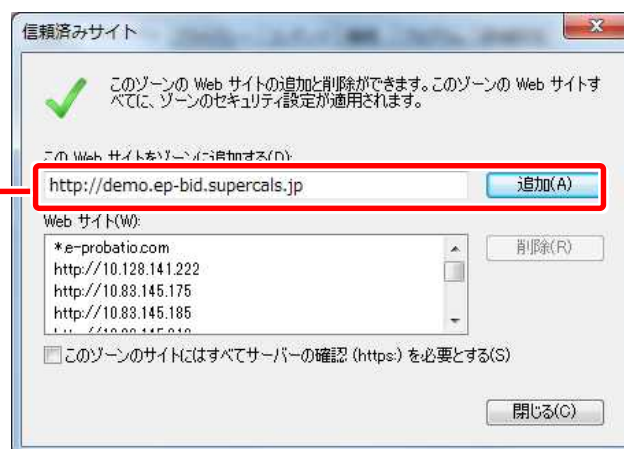 信頼済みサイト
このゾーンの Web サイトの追加と削除ができます。このゾーンの Web サイトす
べてに、ゾーンのセキュリティ設定が適用されます。
この Web サイトをゾーンに追加する(D):
http://demo.ep-bid.supercals.jp
追加(A)
Web サイト(W):
*.e-probatio.com
http://10.128.141.222
http://10.83.145.175
http://10.83.145.185
削除(R)
このゾーンのサイトにはすべてサーバーの確認 (https:) を必要とする(S)
閉じる(C)